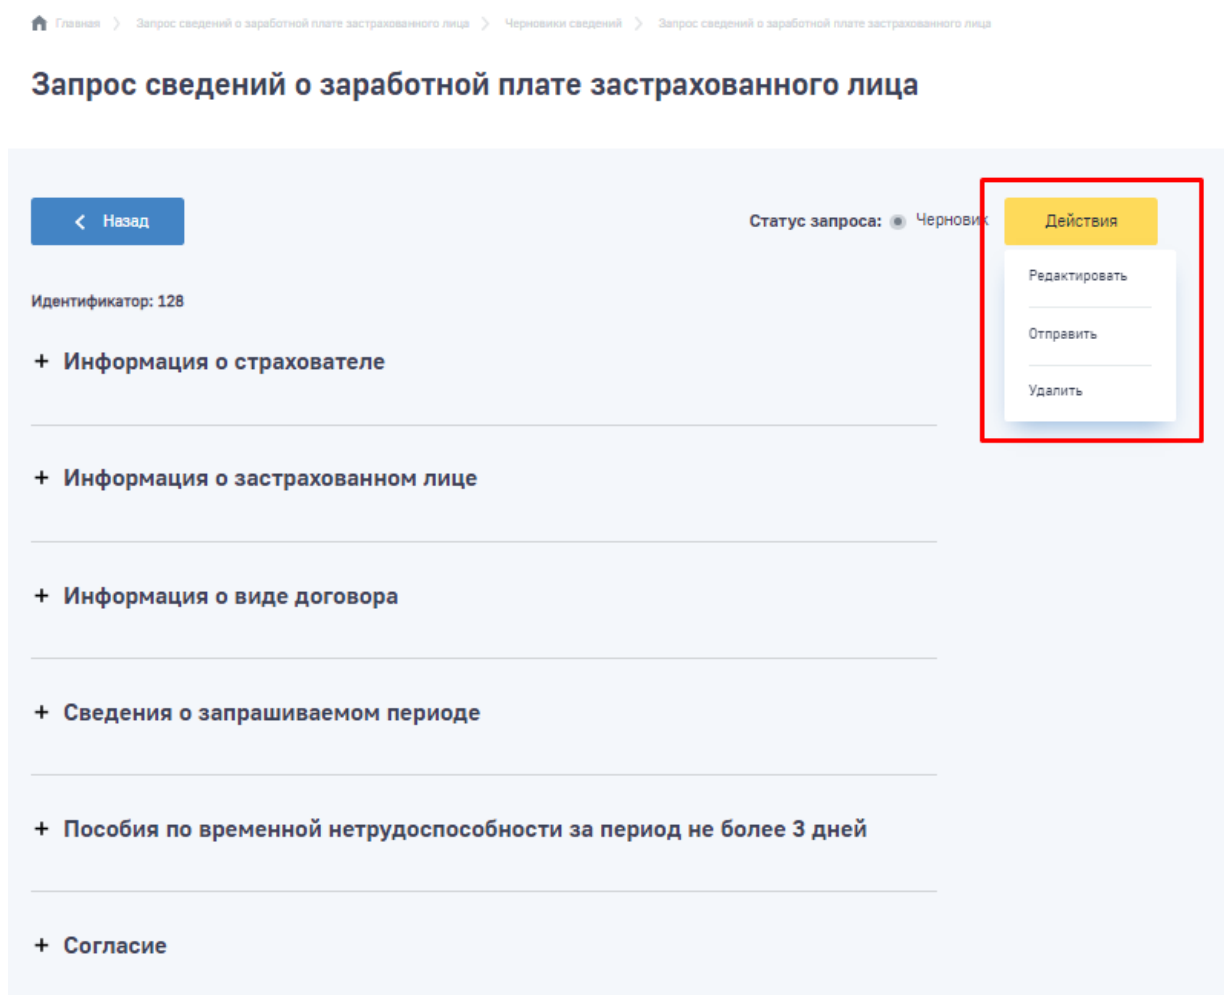 Главная > Запрос сведений о заработной плате застрахованного лица > Черновики сведений > Запрос сведений о заработной плате застрахованного лица
Запрос сведений о заработной плате застрахованного лица
Назад
Статус запроса: Черновик
Действия
Редактировать
Отправить
Удалить
Идентификатор: 128
+ Информация о страхователе
+ Информация о застрахованном лице
+ Информация о виде договора
+ Сведения о запрашиваемом периоде
+ Пособия по временной нетрудоспособности за период не более 3 дней
+ Согласие